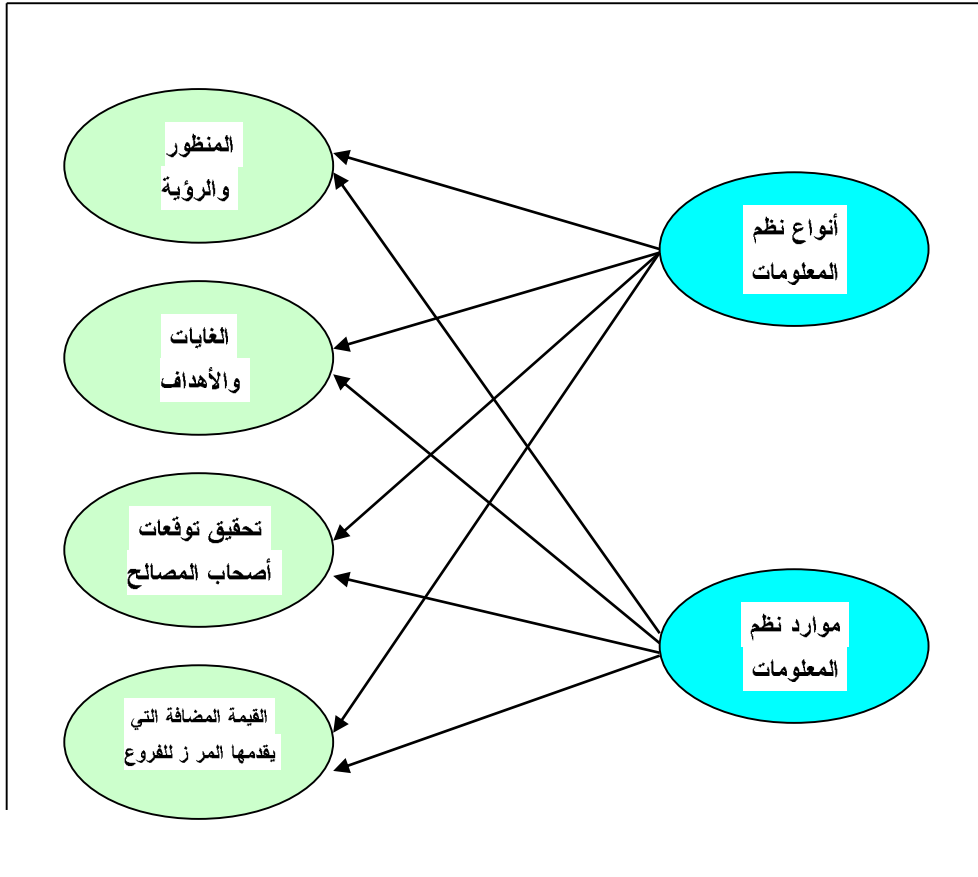 أنواع نظم
المعلومات
موارد نظم
المعلومات
المنظور
والرؤية
الغايات
والأهداف
تحقيق توقعات
أصحاب المصالح
القيمة المضافة التي
يقدمها المر ز للفروع